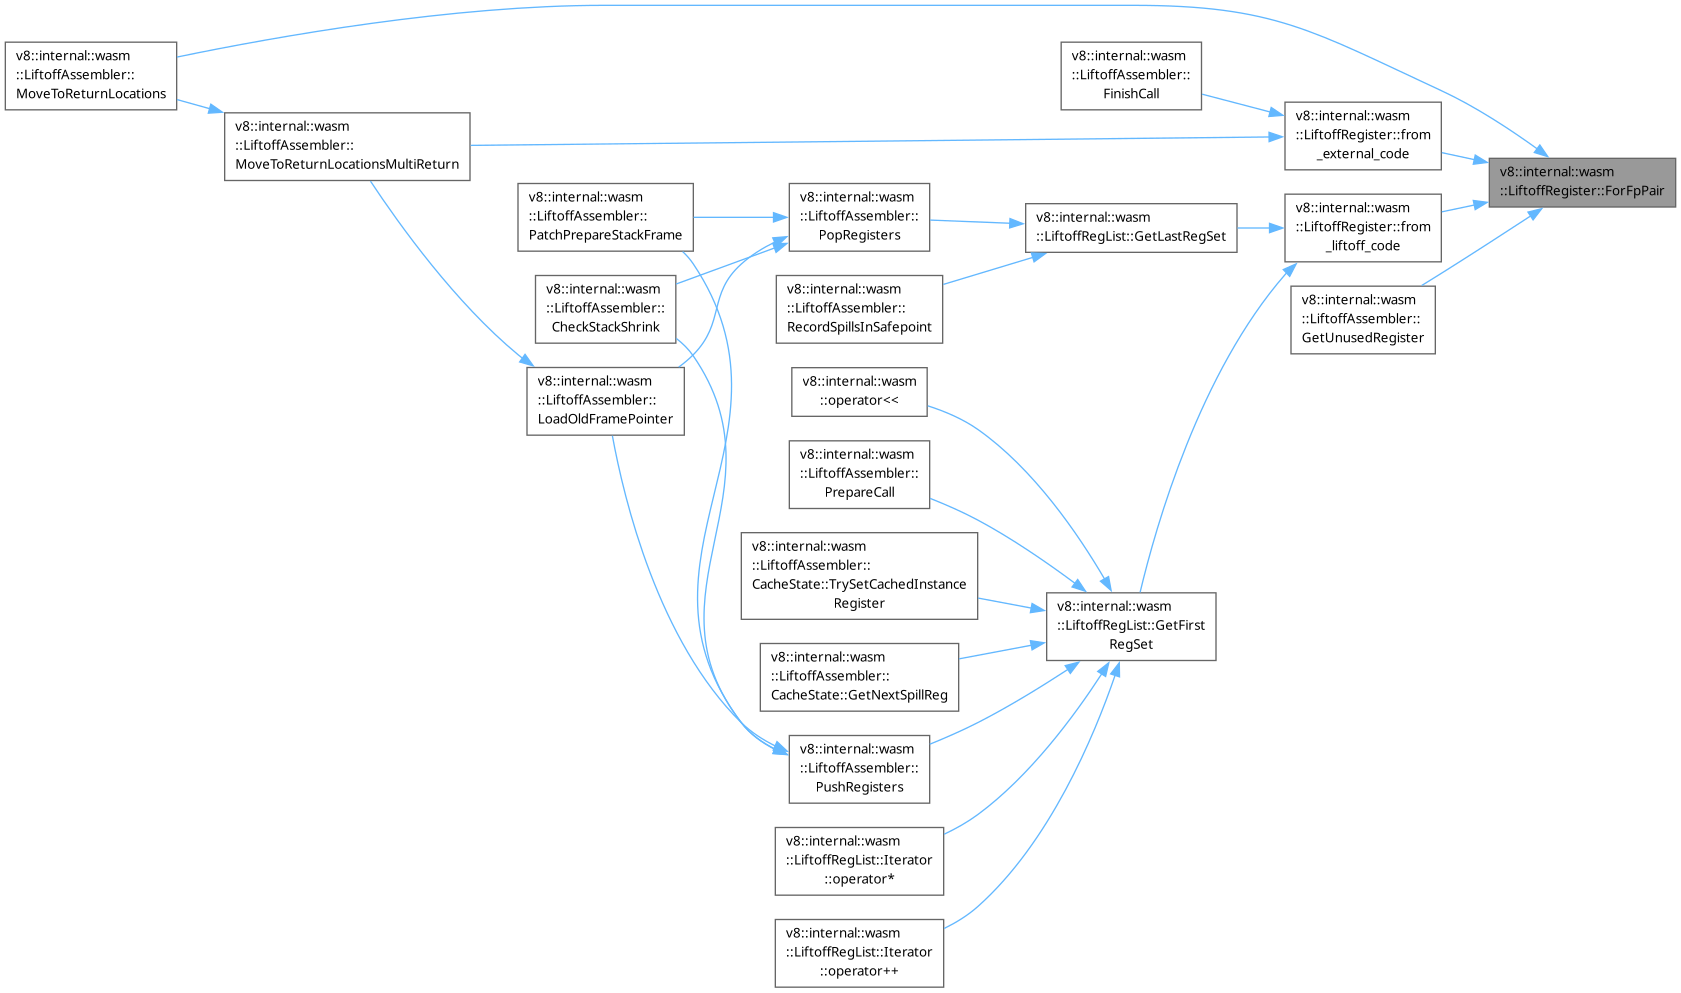 v8::internal::wasm
::LiftoffAssembler::
MoveToReturnLocations
v8::internal::wasm
::LiftoffAssembler::
MoveToReturnLocationsMultiReturn
v8::internal::wasm
::LiftoffAssembler::
FinishCall
v8::internal::wasm
::LiftoffRegister::from
_external_code
v8::internal::wasm
::LiftoffRegister::ForFpPair
v8::internal::wasm
::LiftoffAssembler::
PatchPrepareStackFrame
v8::internal::wasm
::LiftoffAssembler::
PopRegisters
v8::internal::wasm
::LiftoffRegList::GetLastRegSet
v8::internal::wasm
::LiftoffRegister::from
_liftoff_code
v8::internal::wasm
::LiftoffAssembler::
CheckStackShrink
v8::internal::wasm
::LiftoffAssembler::
RecordSpillsInSafepoint
v8::internal::wasm
::LiftoffAssembler::
GetUnusedRegister
v8::internal::wasm
::LiftoffAssembler::
LoadOldFramePointer
v8::internal::wasm
::operator<<
v8::internal::wasm
::LiftoffAssembler::
PrepareCall
v8::internal::wasm
::LiftoffAssembler::
CacheState::TrySetCachedInstance
Register
v8::internal::wasm
::LiftoffRegList::GetFirst
RegSet
v8::internal::wasm
::LiftoffAssembler::
CacheState::GetNextSpillReg
v8::internal::wasm
::LiftoffAssembler::
PushRegisters
v8::internal::wasm
::LiftoffRegList::Iterator
::operator*
v8::internal::wasm
::LiftoffRegList::Iterator
::operator++